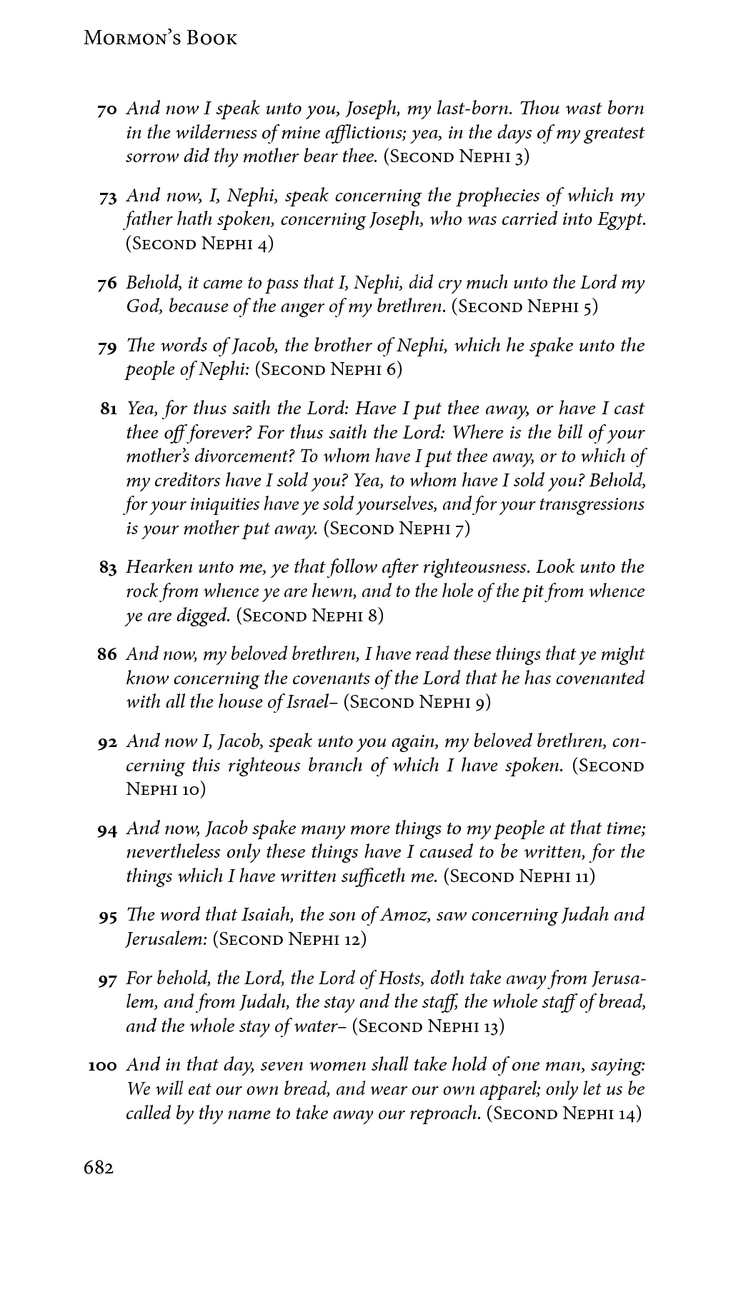 Mormon’s Book
70 And now I speak unto you, Joseph, my last-born. Thou wast born
in the wilderness of mine afflictions; yea, in the days of my greatest
sorrow did thy mother bear thee. (Second Nephi 3)
73 And now, I, Nephi, speak concerning the prophecies of which my
father hath spoken, concerning Joseph, who was carried into Egypt.
(Second Nephi 4)
76 Behold, it came to pass that I, Nephi, did cry much unto the Lord my
God, because of the anger of my brethren. (Second Nephi 5)
79 The words of Jacob, the brother of Nephi, which he spake unto the
people of Nephi: (Second Nephi 6)
81 Yea, for thus saith the Lord: Have I put thee away, or have I cast
thee off forever? For thus saith the Lord: Where is the bill of your
mother’s divorcement? To whom have I put thee away, or to which of
my creditors have I sold you? Yea, to whom have I sold you? Behold,
for your iniquities have ye sold yourselves, and for your transgressions
is your mother put away. (Second Nephi 7)
83 Hearken unto me, ye that follow after righteousness. Look unto the
rock from whence ye are hewn, and to the hole of the pit from whence
ye are digged. (Second Nephi 8)
86 And now, my beloved brethren, I have read these things that ye might
know concerning the covenants of the Lord that he has covenanted
with all the house of Israel– (Second Nephi 9)
92 And now I, Jacob, speak unto you again, my beloved brethren, con-
cerning this righteous branch of which I have spoken. (Second
Nephi 10)
94 And now, Jacob spake many more things to my people at that time;
nevertheless only these things have I caused to be written, for the
things which I have written sufficeth me. (Second Nephi 11)
95 The word that Isaiah, the son of Amoz, saw concerning Judah and
Jerusalem: (Second Nephi 12)
97 For behold, the Lord, the Lord of Hosts, doth take away from Jerusa-
lem, and from Judah, the stay and the staff, the whole staff of bread,
and the whole stay of water– (Second Nephi 13)
100 And in that day, seven women shall take hold of one man, saying:
We will eat our own bread, and wear our own apparel; only let us be
called by thy name to take away our reproach. (Second Nephi 14)
682